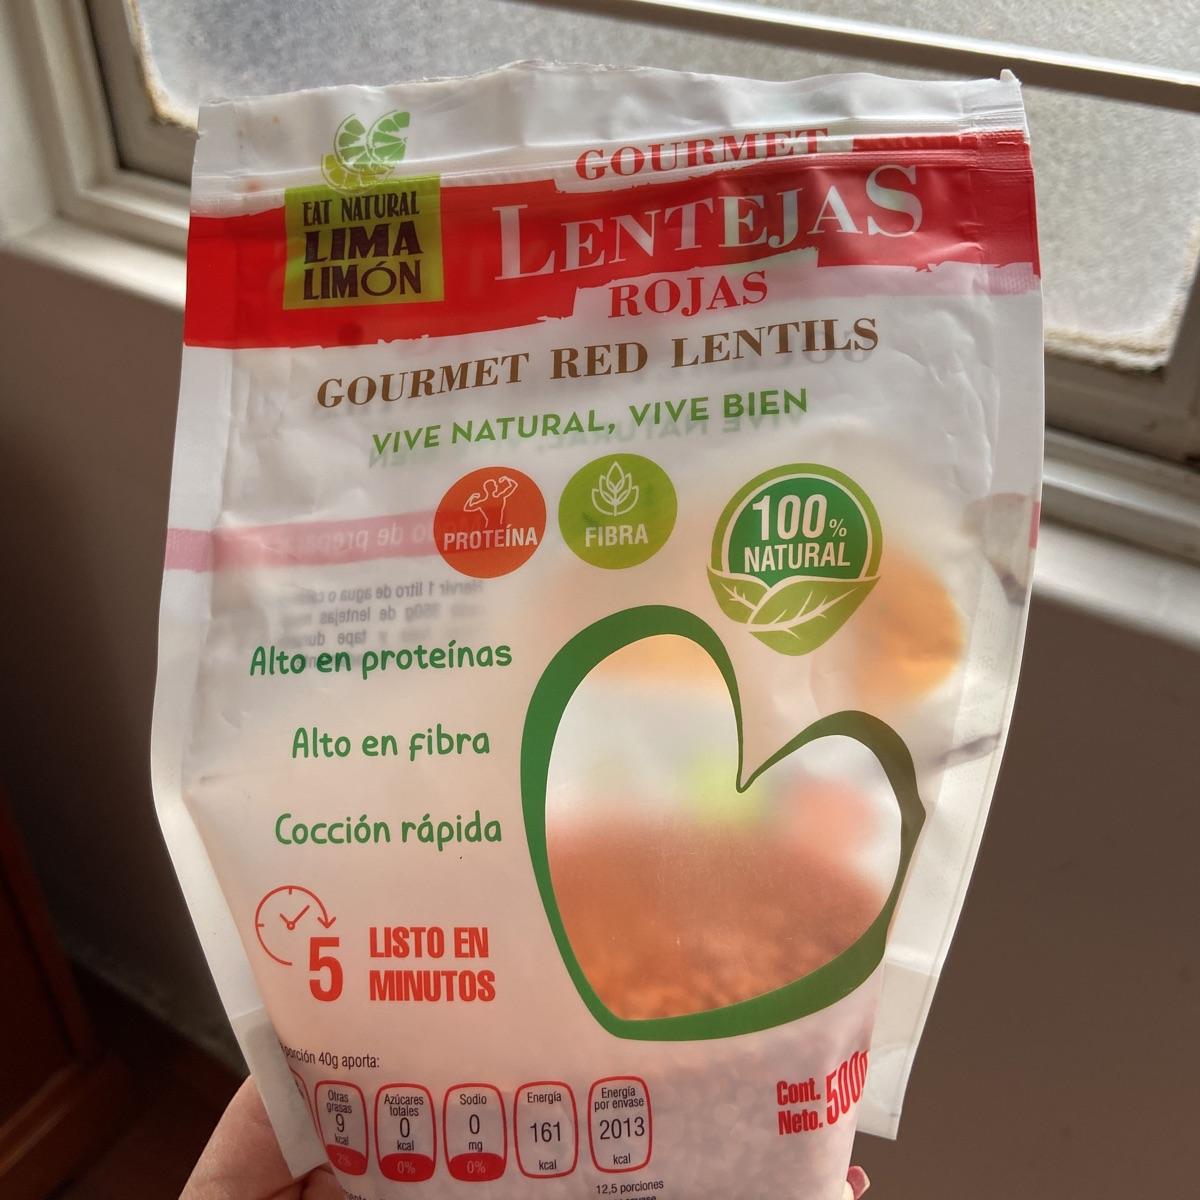 EAT NATURAL
LIMA
LIMÓN
GOURMET
LENTEJAS
ROJAS
GOURMET RED LENTILS
VIVE NATURAL, VIVE BIEN
PROTEÍNA
FIBRA
100%
NATURAL
Alto en proteínas
Alto en fibra
Cocción rápida
5 LISTO EN
MINUTOS
porción 40g aporta:
Otras
grasas
9
kcal
2%
Azúcares
totales
0
kcal
0%
Sodio
0
mg
0%
Energía
161
kcal
Energía
por envase
2013
kcal
12,5 porciones
Cont.
Neto. 500g